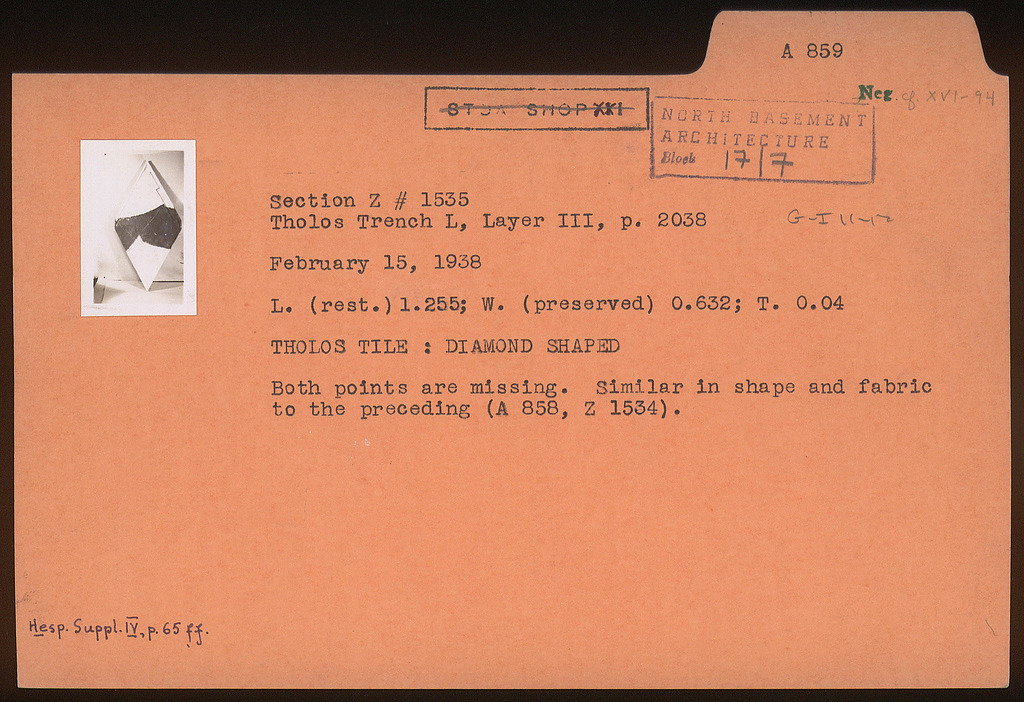 A 859
Neg. cf. XVI-94
STOA SHOP XXI
NORTH BASEMENT
ARCHITECTURE
Block 17/7
Section Z # 1535
Tholos Trench L, Layer III, p. 2038
G-I 11-12
February 15, 1938
L. (rest.) 1.255; W. (preserved) 0.632; T. 0.04
THOLOS TILE : DIAMOND SHAPED
Both points are missing. Similar in shape and fabric
to the preceding (A 858, Z 1534).
Hesp. Suppl. IV, p. 65 ff.